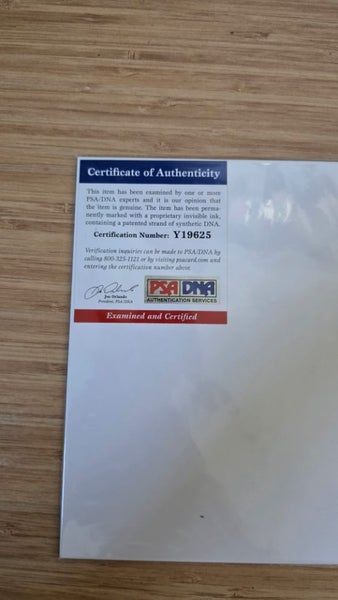 Certificate of Authenticity
This item has been examined by one or more
PSA/DNA experts and it is our opinion that
the item is genuine. The item has been perma-
nently marked with a proprietary invisible ink,
containing a patented strand of synthetic DNA.
Certification Number: Y19625
Verification inquiries can be made to PSA/DNA by
calling 800-325-1121 or by visiting psacard.com and
entering the certification number above.
Joe Orlando
President, PSA/DNA
PSA DNA
AUTHENTICATION SERVICES
Examined and Certified